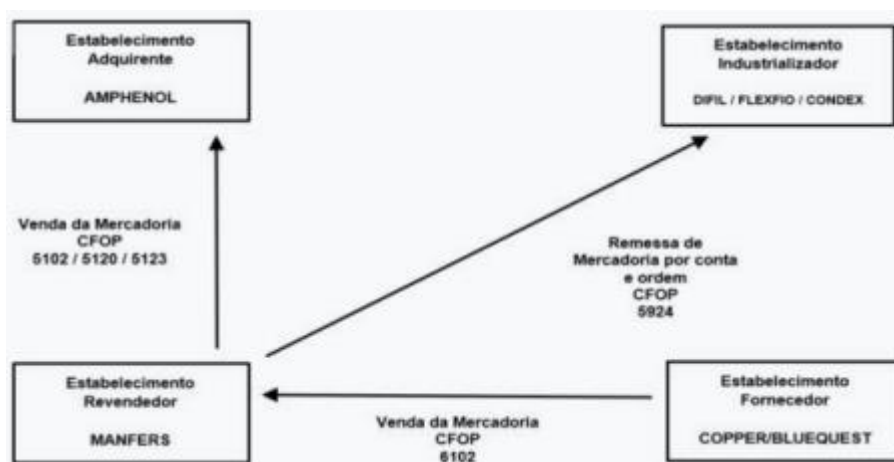 Estabelecimento
Adquirente
AMPHENOL
Estabelecimento
Industrializador
DIFIL / FLEXFIO / CONDEX
Venda da Mercadoria
CFOP
5102 / 5120 / 5123
Remessa de
Mercadoria por conta
e ordem
CFOP
5924
Estabelecimento
Revendedor
MANFERS
Venda da Mercadoria
CFOP
6102
Estabelecimento
Fornecedor
COPPER/BLUEQUEST